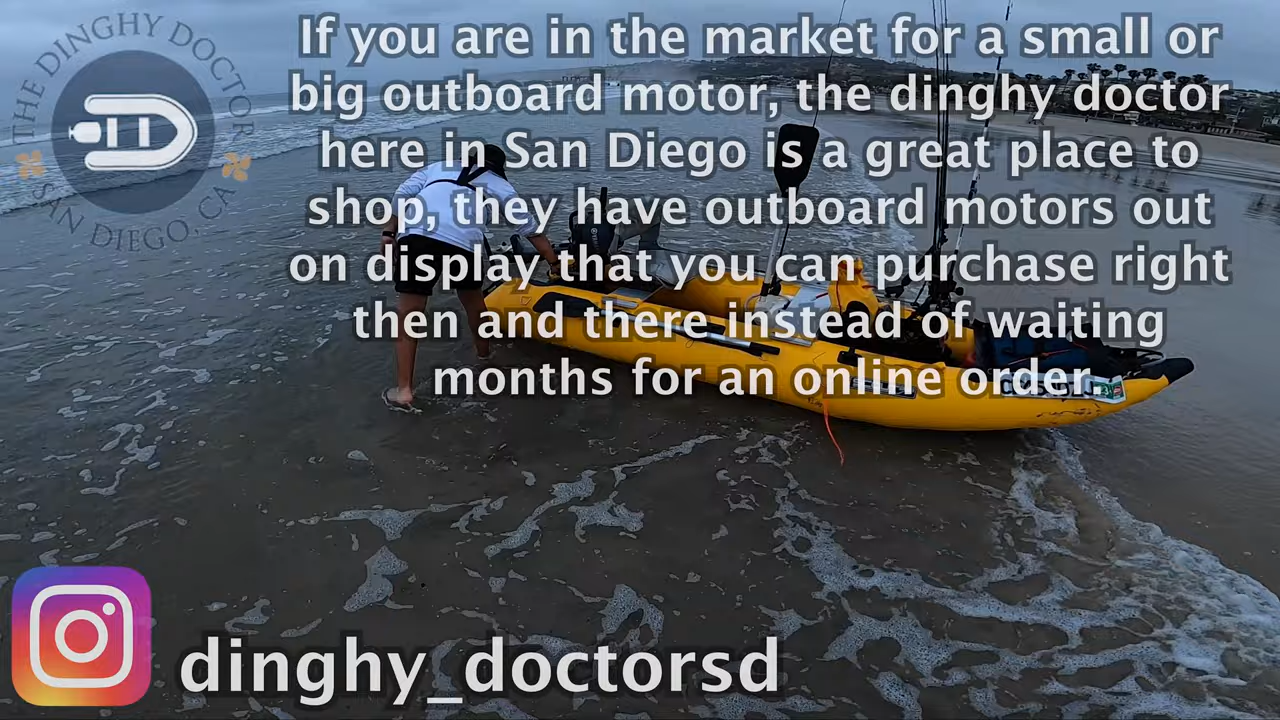 THE DINGHY DOCTOR
SAN DIEGO, CA
If you are in the market for a small or
big outboard motor, the dinghy doctor
here in San Diego is a great place to
shop, they have outboard motors out
on display that you can purchase right
then and there instead of waiting
months for an online order.
dinghy_doctorsd